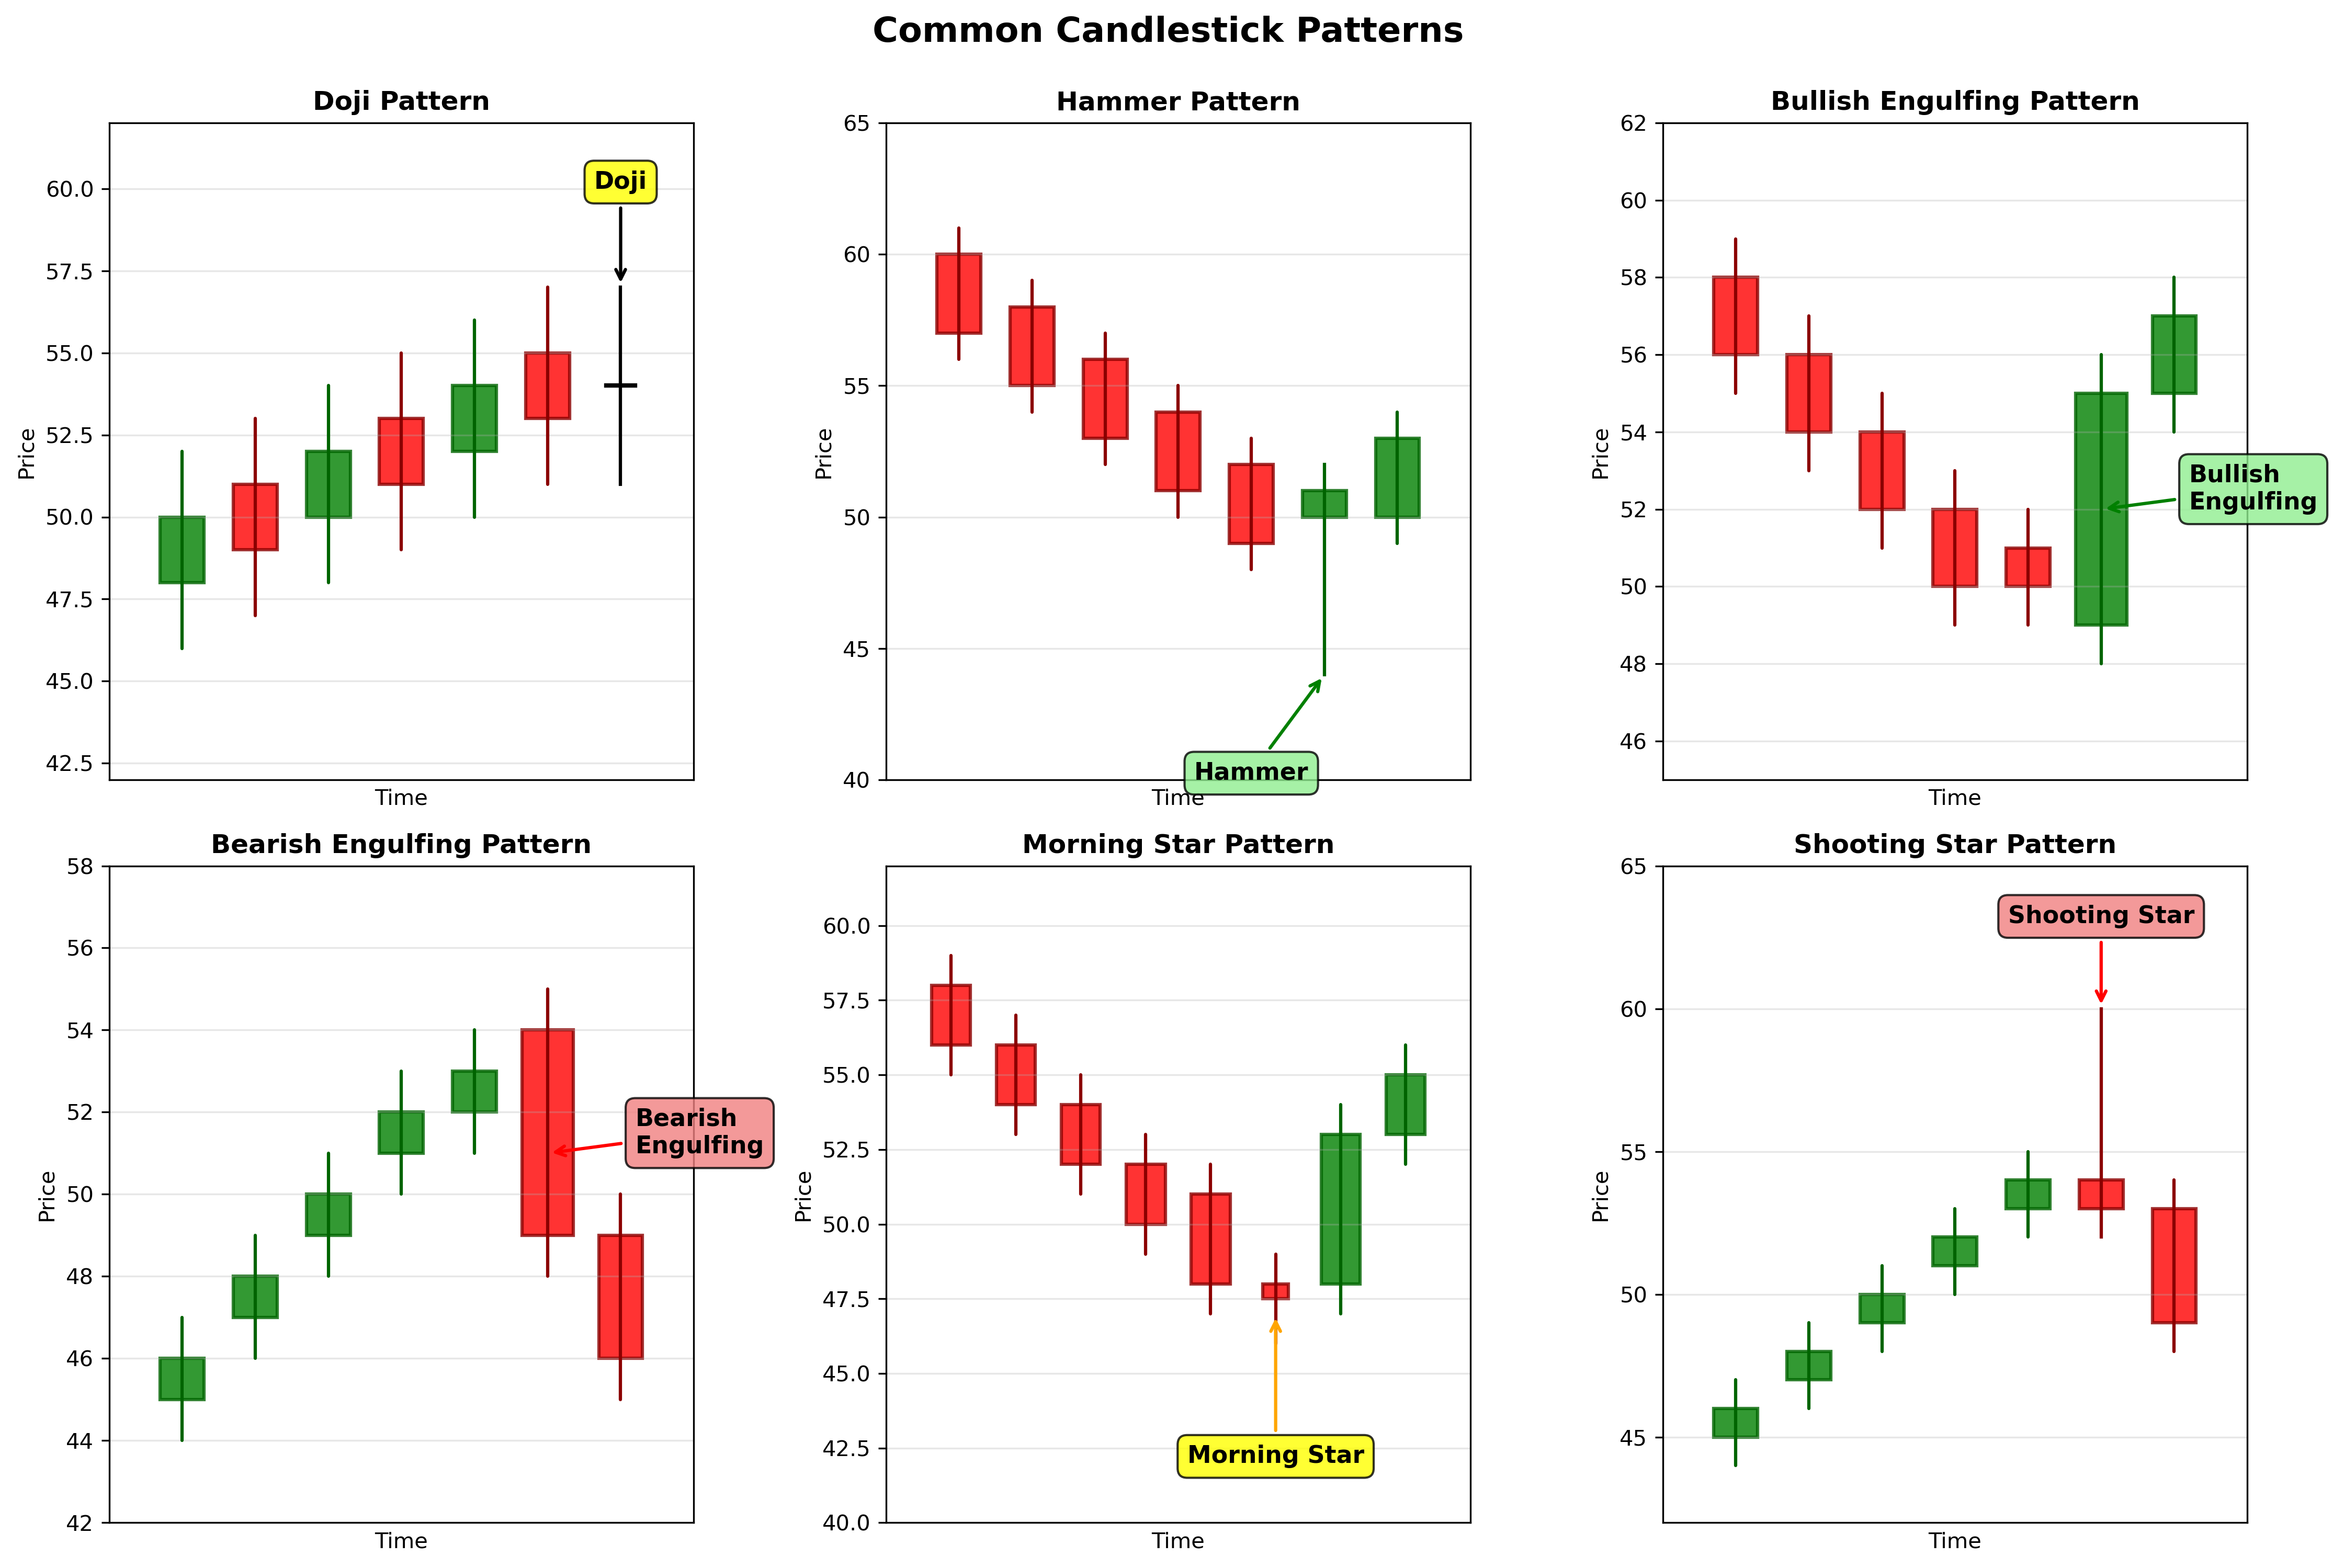 Common Candlestick Patterns
Doji Pattern
60.0
57.5
55.0
52.5
50.0
47.5
45.0
42.5
Price
Time
Doji
Hammer Pattern
65
60
55
50
45
40
Price
Time
Hammer
Bullish Engulfing Pattern
62
60
58
56
54
52
50
48
46
Price
Time
Bullish
Engulfing
Bearish Engulfing Pattern
58
56
54
52
50
48
46
44
42
Price
Time
Bearish
Engulfing
Morning Star Pattern
60.0
57.5
55.0
52.5
50.0
47.5
45.0
42.5
40.0
Price
Time
Morning Star
Shooting Star Pattern
65
60
55
50
45
Price
Time
Shooting Star